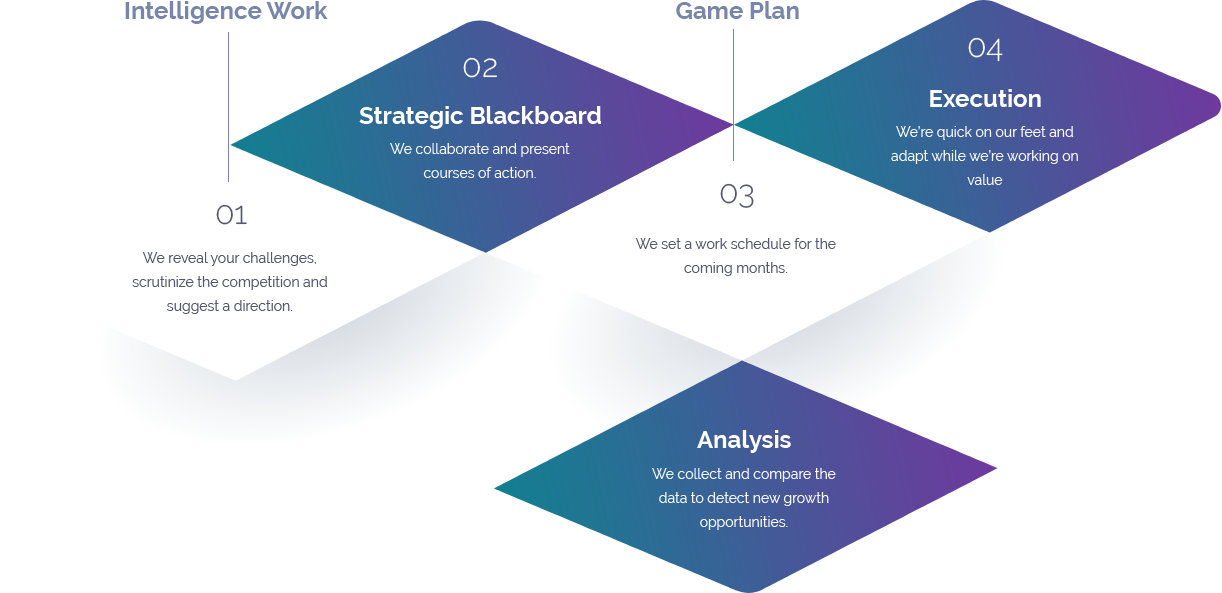 Intelligence Work
01
We reveal your challenges,
scrutinize the competition and
suggest a direction.
02
Strategic Blackboard
We collaborate and present
courses of action.
Game Plan
03
We set a work schedule for the
coming months.
04
Execution
We're quick on our feet and
adapt while we're working on
value
Analysis
We collect and compare the
data to detect new growth
opportunities.